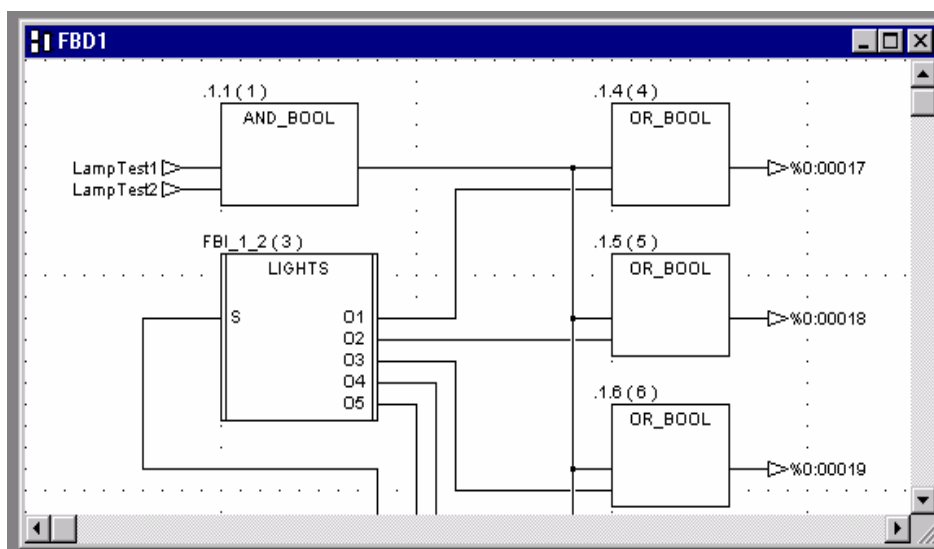 FBD1
.1.1(1)
AND_BOOL
LampTest1
LampTest2
.1.4(4)
OR_BOOL
%0:00017
FBI_1_2(3)
LIGHTS
S
O1
O2
O3
O4
O5
.1.5(5)
OR_BOOL
%0:00018
.1.6(6)
OR_BOOL
%0:00019